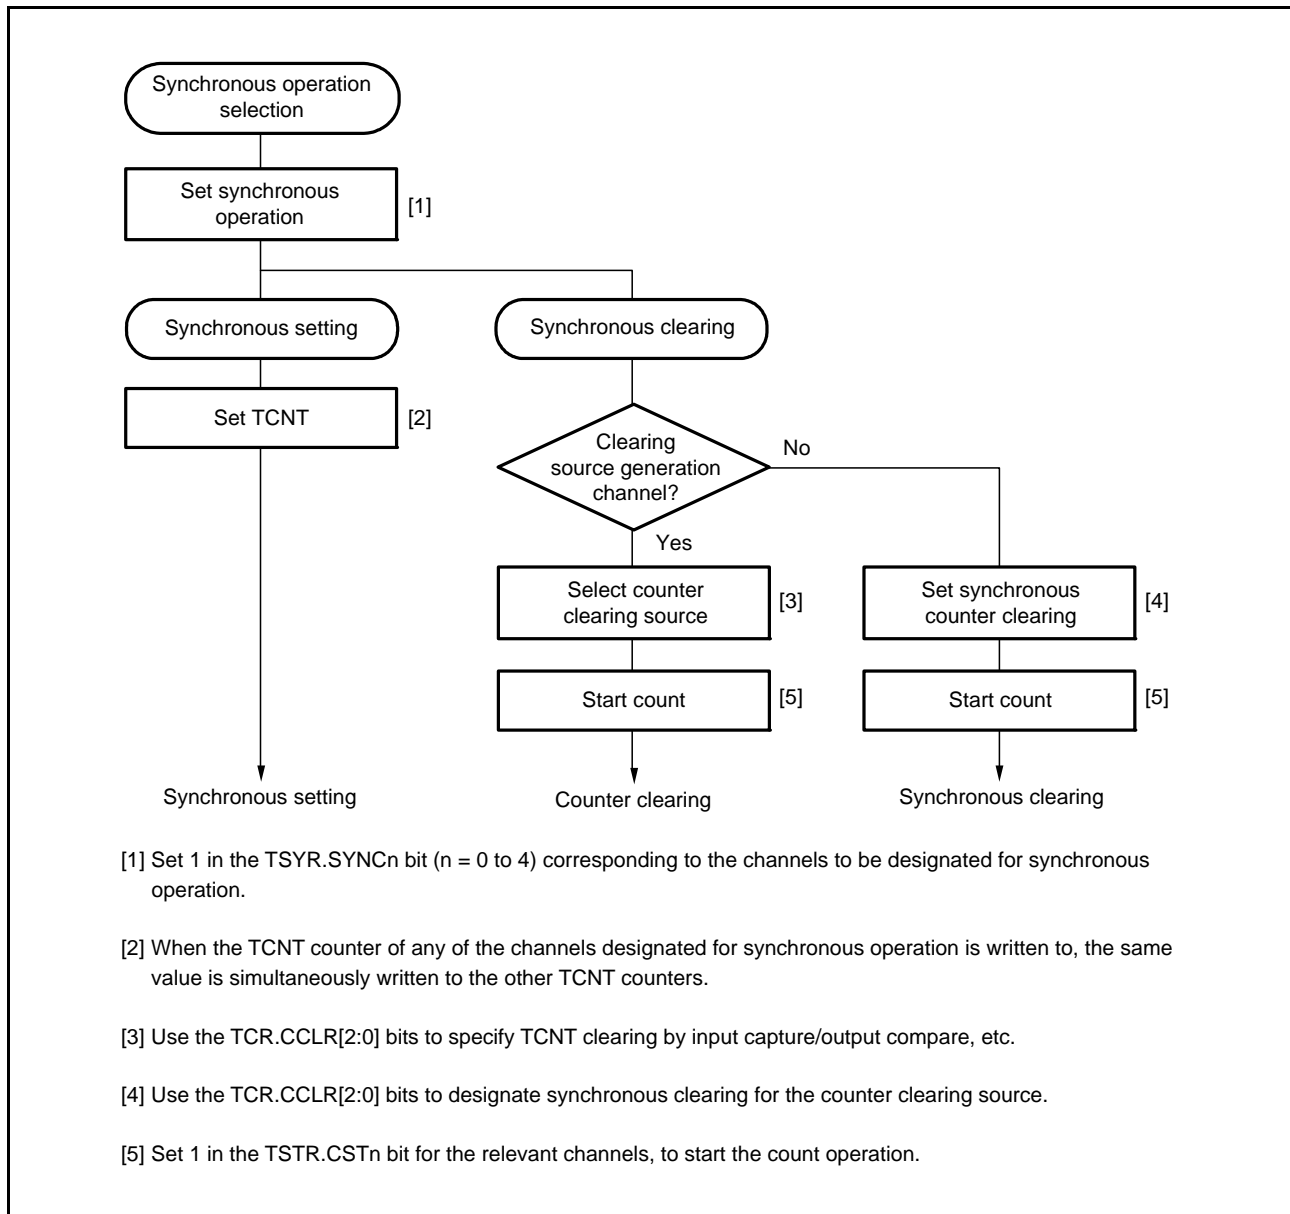 Synchronous operation
selection
Set synchronous
operation
[1]
Synchronous setting
Synchronous clearing
Set TCNT
[2]
Clearing
source generation
channel?
No
Yes
Select counter
clearing source
[3]
Set synchronous
counter clearing
[4]
Start count
[5]
Start count
[5]
Synchronous setting
Counter clearing
Synchronous clearing
[1] Set 1 in the TSYR.SYNCn bit (n = 0 to 4) corresponding to the channels to be designated for synchronous
operation.
[2] When the TCNT counter of any of the channels designated for synchronous operation is written to, the same
value is simultaneously written to the other TCNT counters.
[3] Use the TCR.CCLR[2:0] bits to specify TCNT clearing by input capture/output compare, etc.
[4] Use the TCR.CCLR[2:0] bits to designate synchronous clearing for the counter clearing source.
[5] Set 1 in the TSTR.CSTn bit for the relevant channels, to start the count operation.